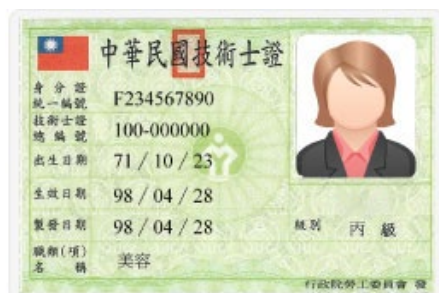 中華民國技術士證
身分證統一編號 F234567890
技術士證總編號 100-000000
出生日期 71 / 10 / 23
生效日期 98 / 04 / 28
製發日期 98 / 04 / 28 級別 丙 級
職類(項)名稱 美容
行政院勞工委員會 發